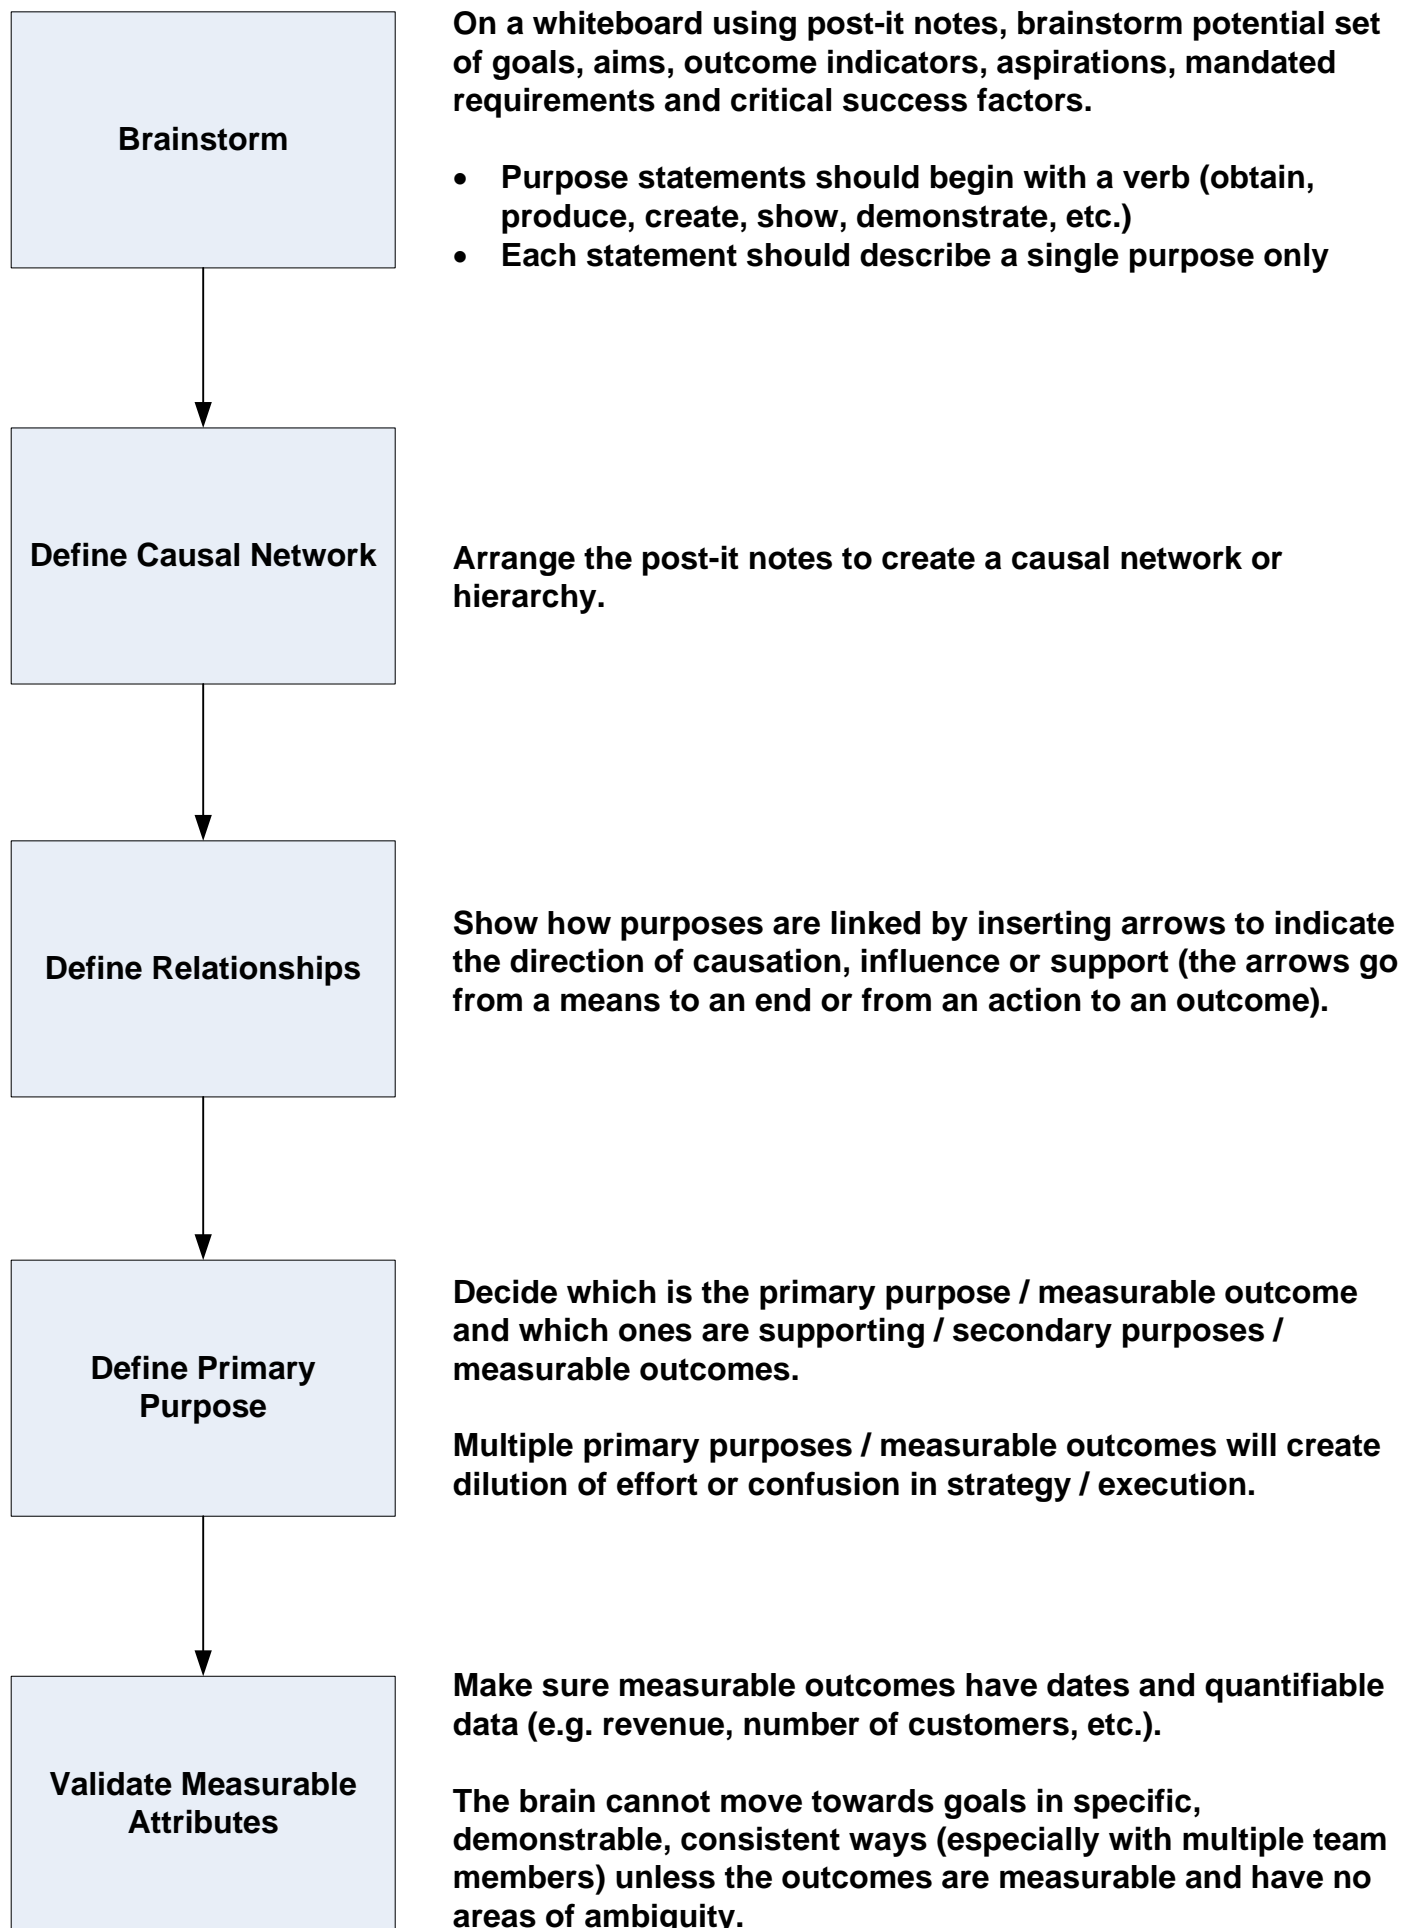 Brainstorm
On a whiteboard using post-it notes, brainstorm potential set
of goals, aims, outcome indicators, aspirations, mandated
requirements and critical success factors.
• Purpose statements should begin with a verb (obtain,
produce, create, show, demonstrate, etc.)
• Each statement should describe a single purpose only
Define Causal Network
Arrange the post-it notes to create a causal network or
hierarchy.
Define Relationships
Show how purposes are linked by inserting arrows to indicate
the direction of causation, influence or support (the arrows go
from a means to an end or from an action to an outcome).
Define Primary
Purpose
Decide which is the primary purpose / measurable outcome
and which ones are supporting / secondary purposes /
measurable outcomes.
Multiple primary purposes / measurable outcomes will create
dilution of effort or confusion in strategy / execution.
Validate Measurable
Attributes
Make sure measurable outcomes have dates and quantifiable
data (e.g. revenue, number of customers, etc.).
The brain cannot move towards goals in specific,
demonstrable, consistent ways (especially with multiple team
members) unless the outcomes are measurable and have no
areas of ambiguity.